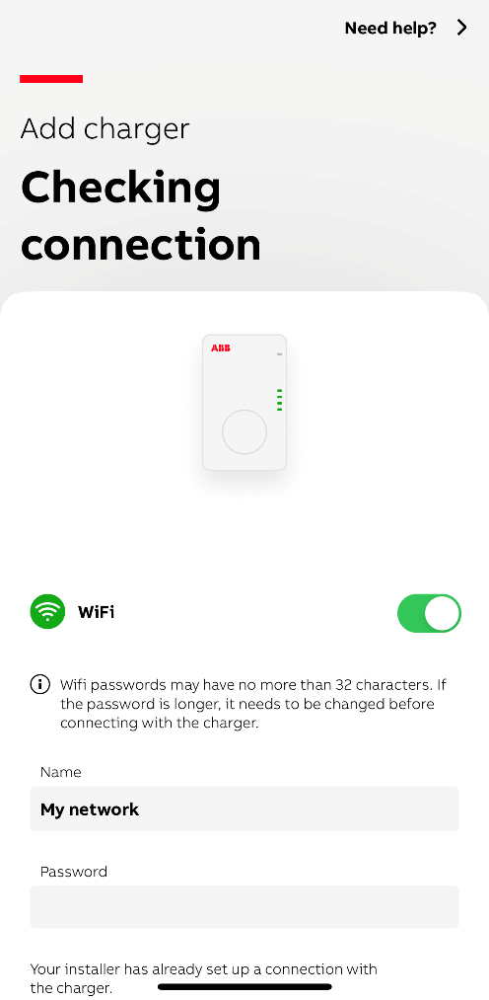 Need help?
Add charger
Checking
connection
ABB
WiFi
Wifi passwords may have no more than 32 characters. If
the password is longer, it needs to be changed before
connecting with the charger.
Name
My network
Password
Your installer has already set up a connection with
the charger.